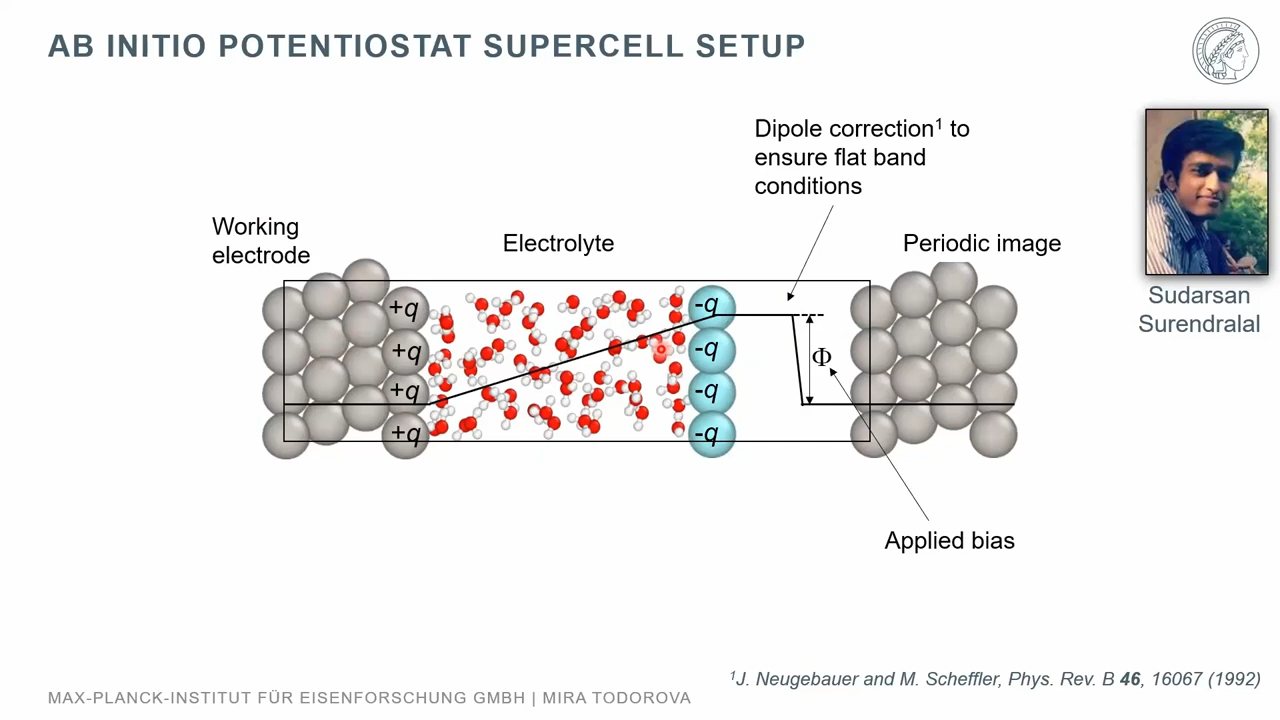 AB INITIO POTENTIOSTAT SUPERCELL SETUP
Dipole correction¹ to
ensure flat band
conditions
Working
electrode
Electrolyte
Periodic image
+q
+q
+q
+q
-q
-q
-q
-q
Φ
Applied bias
Sudarsan
Surendralal
¹J. Neugebauer and M. Scheffler, Phys. Rev. B 46, 16067 (1992)
MAX-PLANCK-INSTITUT FÜR EISENFORSCHUNG GMBH | MIRA TODOROVA